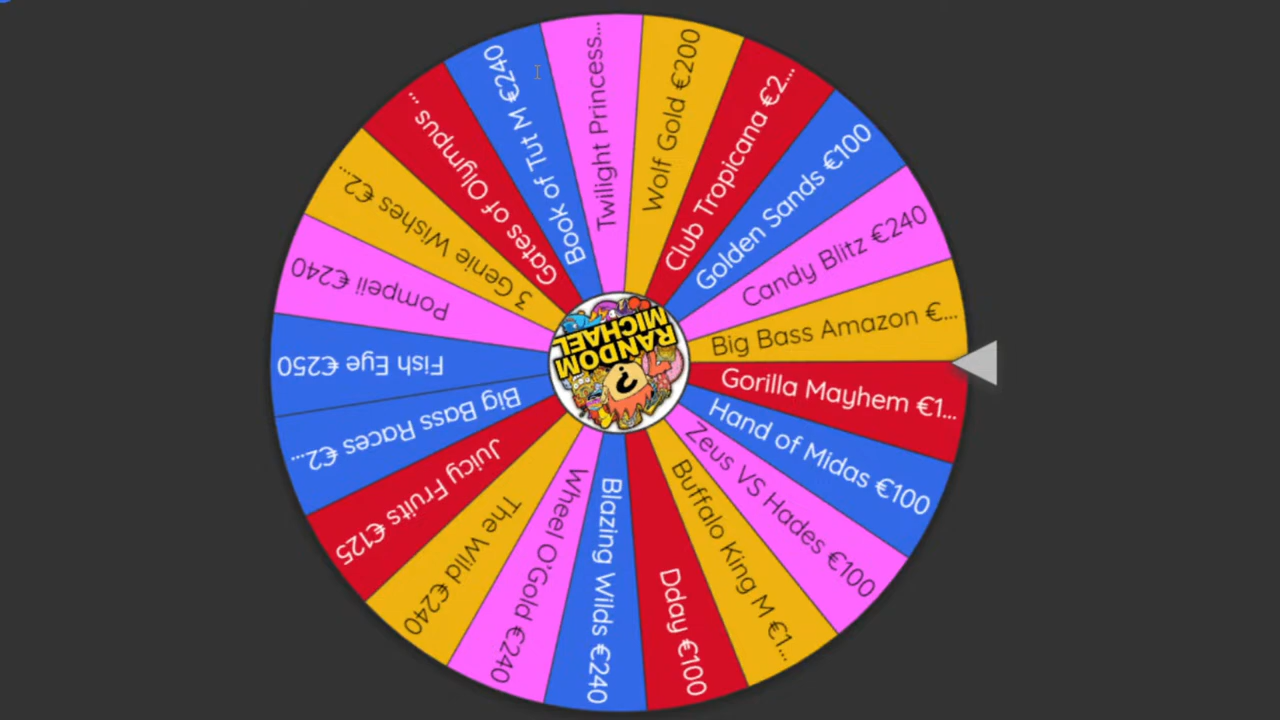 Twilight Princess...
Wolf Gold €200
Club Tropicana €2...
Golden Sands €100
Candy Blitz €240
Big Bass Amazon €...
Gorilla Mayhem €1...
Hand of Midas €100
Zeus VS Hades €100
Buffalo King M €1...
Dday €100
Blazing Wilds €240
Wheel O'Gold €240
The Wild €240
Juicy Fruits €125
Big Bass Races €2...
Fish Eye €250
Pompeii €240
3 Genie Wishes €2...
Gates of Olympus ...
Book of Tut M €240
RANDOM
MICHAEL
?